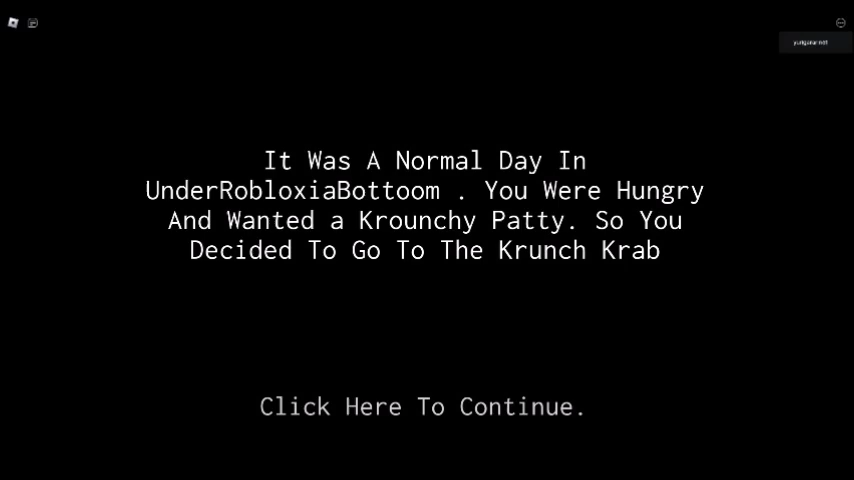 It Was A Normal Day In
UnderRobloxiaBottoom . You Were Hungry
And Wanted a Krounchy Patty. So You
Decided To Go To The Krunch Krab
Click Here To Continue.